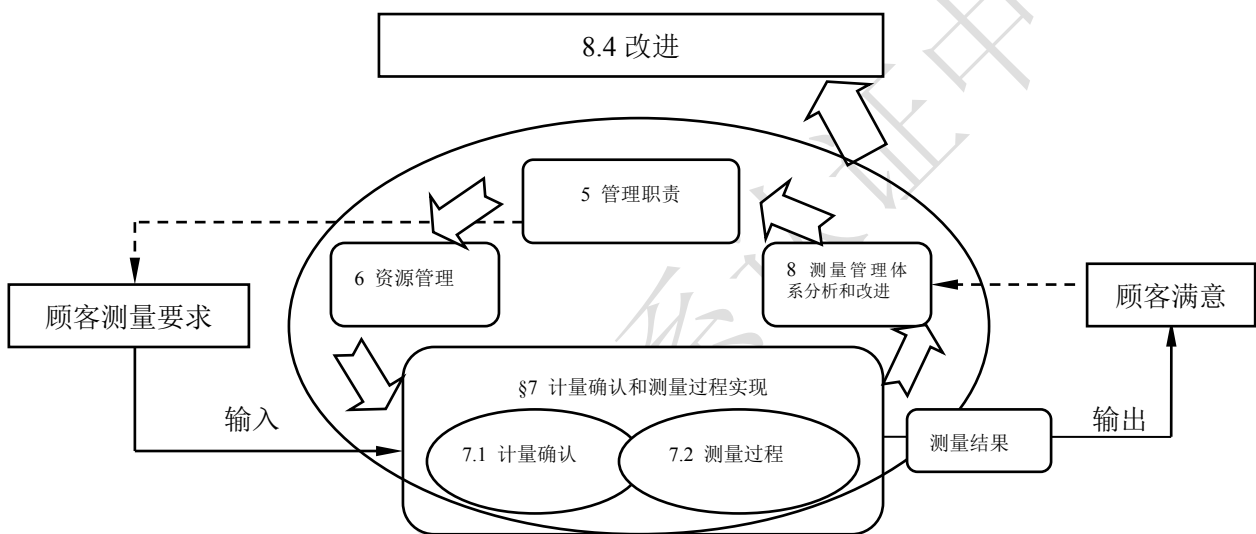 8.4 改进
5 管理职责
6 资源管理
8 测量管理体
系分析和改进
顾客测量要求
顾客满意
§7 计量确认和测量过程实现
输入
7.1 计量确认
7.2 测量过程
测量结果
输出